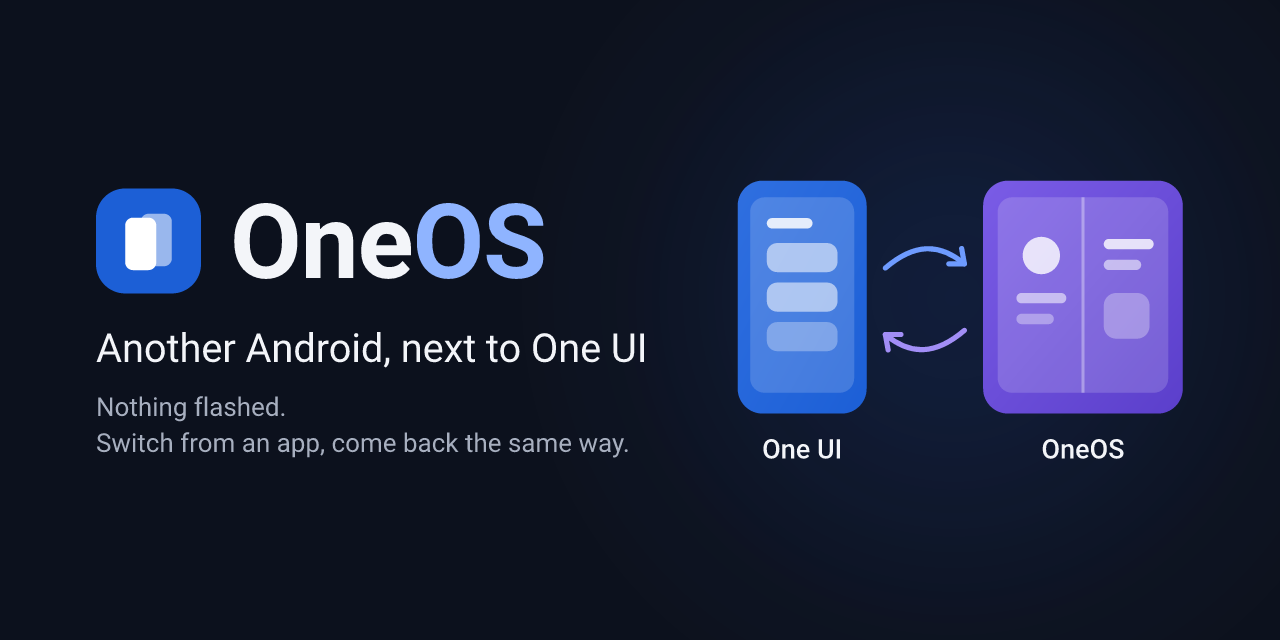 OneOS
Another Android, next to One UI
Nothing flashed.
Switch from an app, come back the same way.
One UI
OneOS